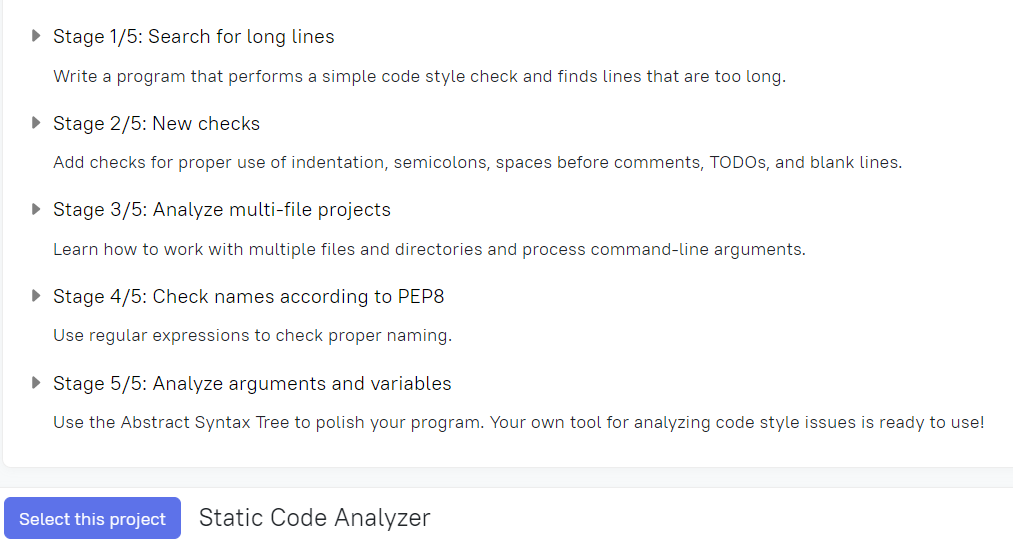 Stage 1/5: Search for long lines
Write a program that performs a simple code style check and finds lines that are too long.
Stage 2/5: New checks
Add checks for proper use of indentation, semicolons, spaces before comments, TODOs, and blank lines.
Stage 3/5: Analyze multi-file projects
Learn how to work with multiple files and directories and process command-line arguments.
Stage 4/5: Check names according to PEP8
Use regular expressions to check proper naming.
Stage 5/5: Analyze arguments and variables
Use the Abstract Syntax Tree to polish your program. Your own tool for analyzing code style issues is ready to use!
Select this project Static Code Analyzer